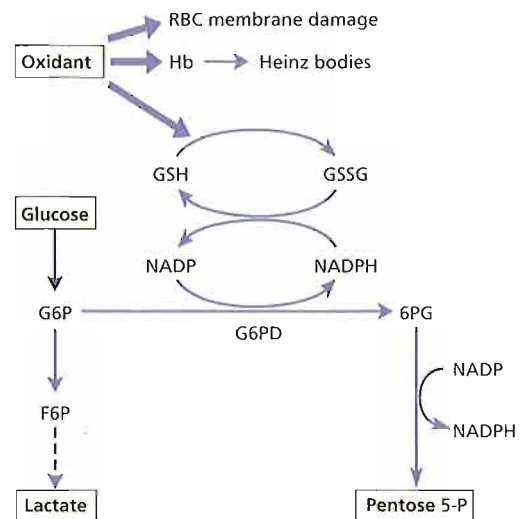 RBC membrane damage
Oxidant
Hb
Heinz bodies
GSH
GSSG
Glucose
NADP
NADPH
G6P
6PG
G6PD
NADP
F6P
NADPH
Lactate
Pentose 5-P